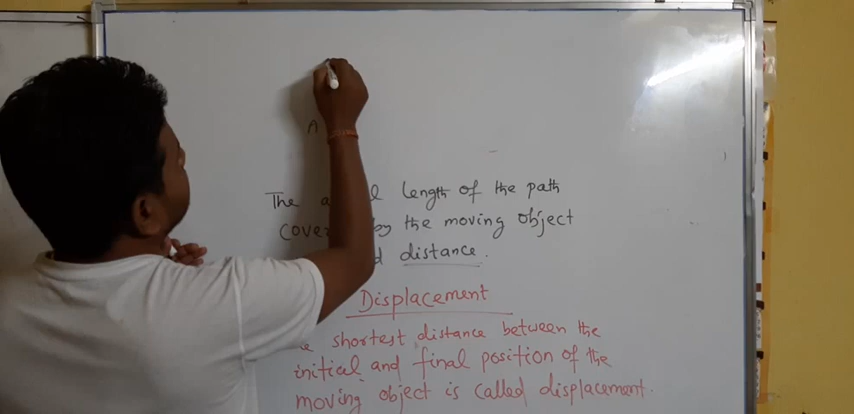 A
The length of the path
by the moving object
distance.
Displacement
shortest distance between the
initial and final position of the
moving object is called displacement.